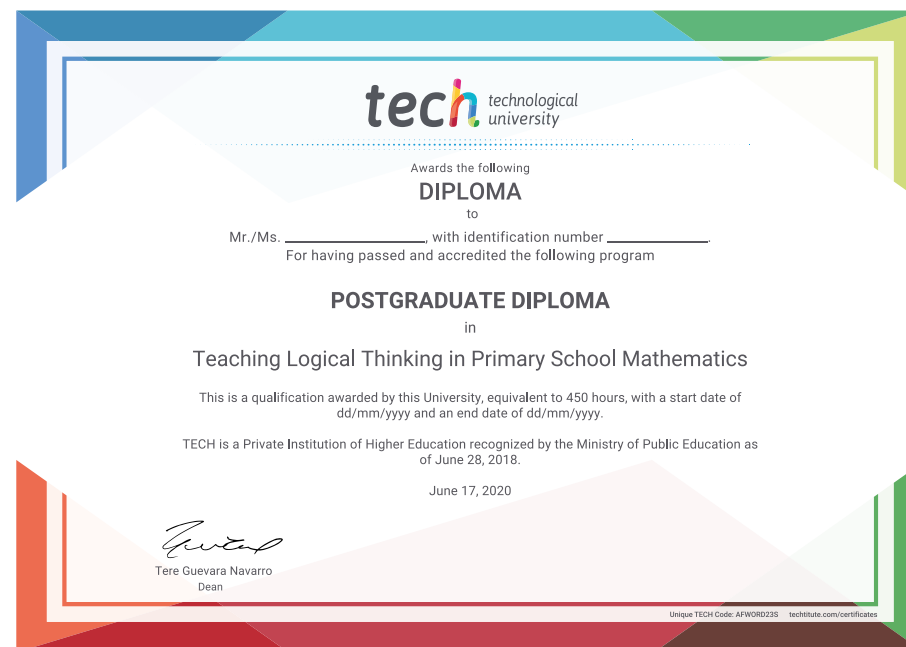 tech technological
university
Awards the following
DIPLOMA
to
Mr./Ms. ____________________, with identification number ______________.
For having passed and accredited the following program
POSTGRADUATE DIPLOMA
in
Teaching Logical Thinking in Primary School Mathematics
This is a qualification awarded by this University, equivalent to 450 hours, with a start date of
dd/mm/yyyy and an end date of dd/mm/yyyy.
TECH is a Private Institution of Higher Education recognized by the Ministry of Public Education as
of June 28, 2018.
June 17, 2020
Tere Guevara Navarro
Dean
Unique TECH Code: AFWORD23S techtitute.com/certificates